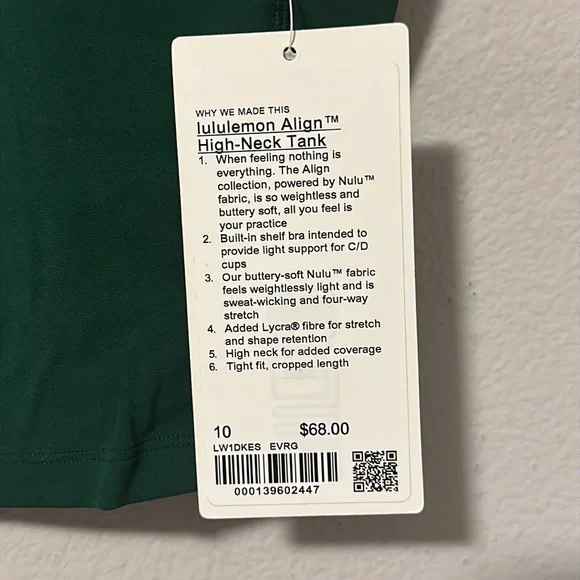 WHY WE MADE THIS
lululemon Align™
High-Neck Tank
1. When feeling nothing is
everything. The Align
collection, powered by Nulu™
fabric, is so weightless and
buttery soft, all you feel is
your practice
2. Built-in shelf bra intended to
provide light support for C/D
cups
3. Our buttery-soft Nulu™ fabric
feels weightlessly light and is
sweat-wicking and four-way
stretch
4. Added Lycra® fibre for stretch
and shape retention
5. High neck for added coverage
6. Tight fit, cropped length
10 $68.00
LW1DKES EVRG
000139602447